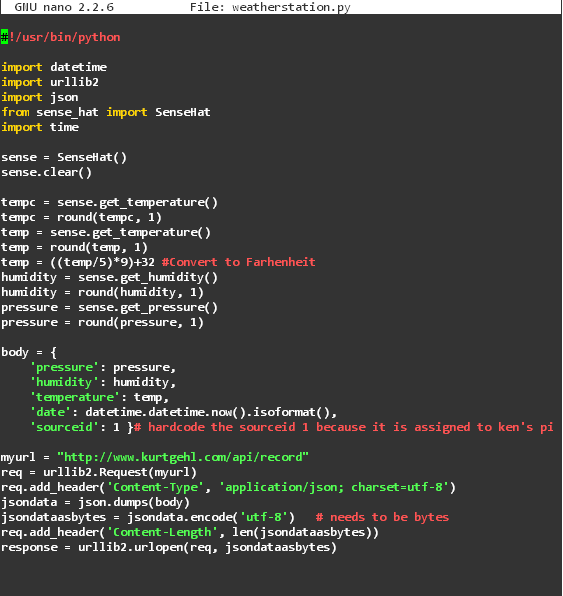 GNU nano 2.2.6 File: weatherstation.py
#!/usr/bin/python
import datetime
import urllib2
import json
from sense_hat import SenseHat
import time
sense = SenseHat()
sense.clear()
tempc = sense.get_temperature()
tempc = round(tempc, 1)
temp = sense.get_temperature()
temp = round(temp, 1)
temp = ((temp/5)*9)+32 #Convert to Farhenheit
humidity = sense.get_humidity()
humidity = round(humidity, 1)
pressure = sense.get_pressure()
pressure = round(pressure, 1)
body = {
    'pressure': pressure,
    'humidity': humidity,
    'temperature': temp,
    'date': datetime.datetime.now().isoformat(),
    'sourceid': 1 }# hardcode the sourceid 1 because it is assigned to ken's pi
myurl = "http://www.kurtgehl.com/api/record"
req = urllib2.Request(myurl)
req.add_header('Content-Type', 'application/json; charset=utf-8')
jsondata = json.dumps(body)
jsondataasbytes = jsondata.encode('utf-8')   # needs to be bytes
req.add_header('Content-Length', len(jsondataasbytes))
response = urllib2.urlopen(req, jsondataasbytes)